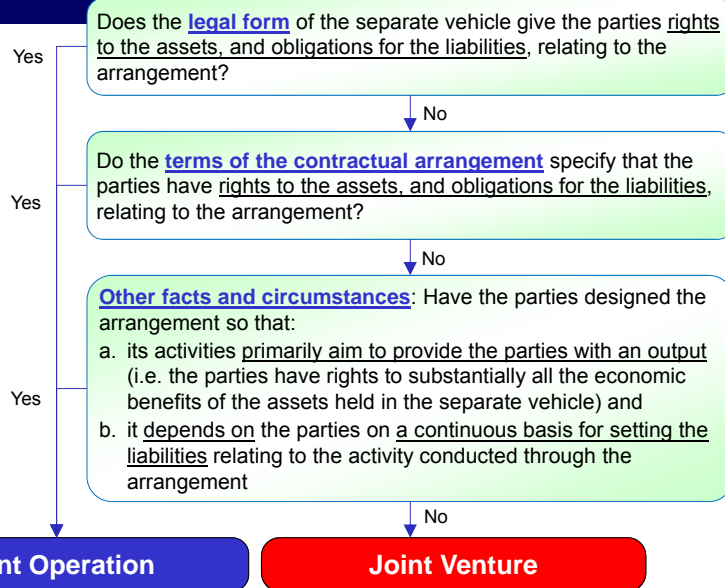 Does the legal form of the separate vehicle give the parties rights
to the assets, and obligations for the liabilities, relating to the
arrangement?
Yes
No
Do the terms of the contractual arrangement specify that the
parties have rights to the assets, and obligations for the liabilities,
relating to the arrangement?
Yes
No
Other facts and circumstances: Have the parties designed the
arrangement so that:
a. its activities primarily aim to provide the parties with an output
(i.e. the parties have rights to substantially all the economic
benefits of the assets held in the separate vehicle) and
b. it depends on the parties on a continuous basis for setting the
liabilities relating to the activity conducted through the
arrangement
Yes
No
nt Operation
Joint Venture